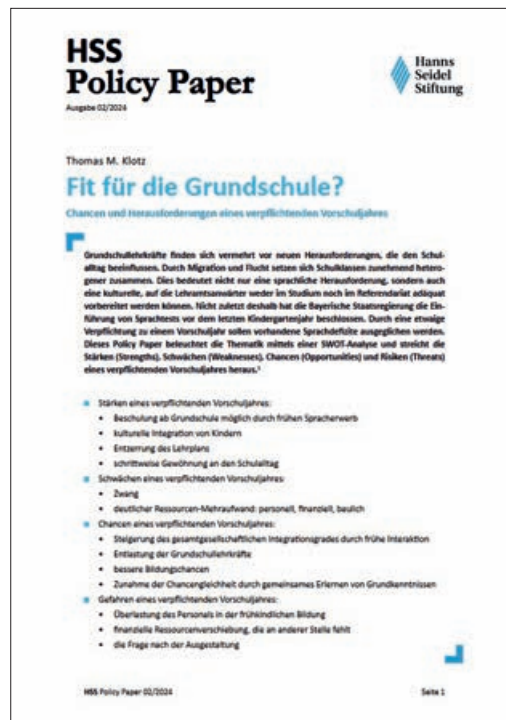 HSS
Policy Paper
Ausgabe 02/2024
Hanns
Seidel
Stiftung
Thomas M. Klotz
Fit für die Grundschule?
Chancen und Herausforderungen eines verpflichtenden Vorschuljahres
Grundschullehrkräfte finden sich vermehrt vor neuen Herausforderungen, die den Schul-
alltag beeinflussen. Durch Migration und Flucht setzen sich Schulklassen zunehmend hetero-
gener zusammen. Dies bedeutet nicht nur eine sprachliche Herausforderung, sondern auch
eine kulturelle, auf die Lehramtsanwärter weder im Studium noch im Referendariat adäquat
vorbereitet werden können. Nicht zuletzt deshalb hat die Bayerische Staatsregierung die Ein-
führung von Sprachtests vor dem letzten Kindergartenjahr beschlossen. Durch eine etwaige
Verpflichtung zu einem Vorschuljahr sollen vorhandene Sprachdefizite ausgeglichen werden.
Dieses Policy Paper beleuchtet die Thematik mittels einer SWOT-Analyse und streicht die
Stärken (Strengths), Schwächen (Weaknesses), Chancen (Opportunities) und Risiken (Threats)
eines verpflichtenden Vorschuljahres heraus.¹
Stärken eines verpflichtenden Vorschuljahres:
• Beschulung ab Grundschule möglich durch frühen Spracherwerb
• kulturelle Integration von Kindern
• Entzerrung des Lehrplans
• schrittweise Gewöhnung an den Schulalltag
Schwächen eines verpflichtenden Vorschuljahres:
• Zwang
• deutlicher Ressourcen-Mehraufwand: personell, finanziell, baulich
Chancen eines verpflichtenden Vorschuljahres:
• Steigerung des gesamtgesellschaftlichen Integrationsgrades durch frühe Interaktion
• Entlastung der Grundschullehrkräfte
• bessere Bildungschancen
• Zunahme der Chancengleichheit durch gemeinsames Erlernen von Grundkenntnissen
Gefahren eines verpflichtenden Vorschuljahres:
• Überlastung des Personals in der frühkindlichen Bildung
• finanzielle Ressourcenverschiebung, die an anderer Stelle fehlt
• die Frage nach der Ausgestaltung
HSS Policy Paper 02/2024 Seite 1